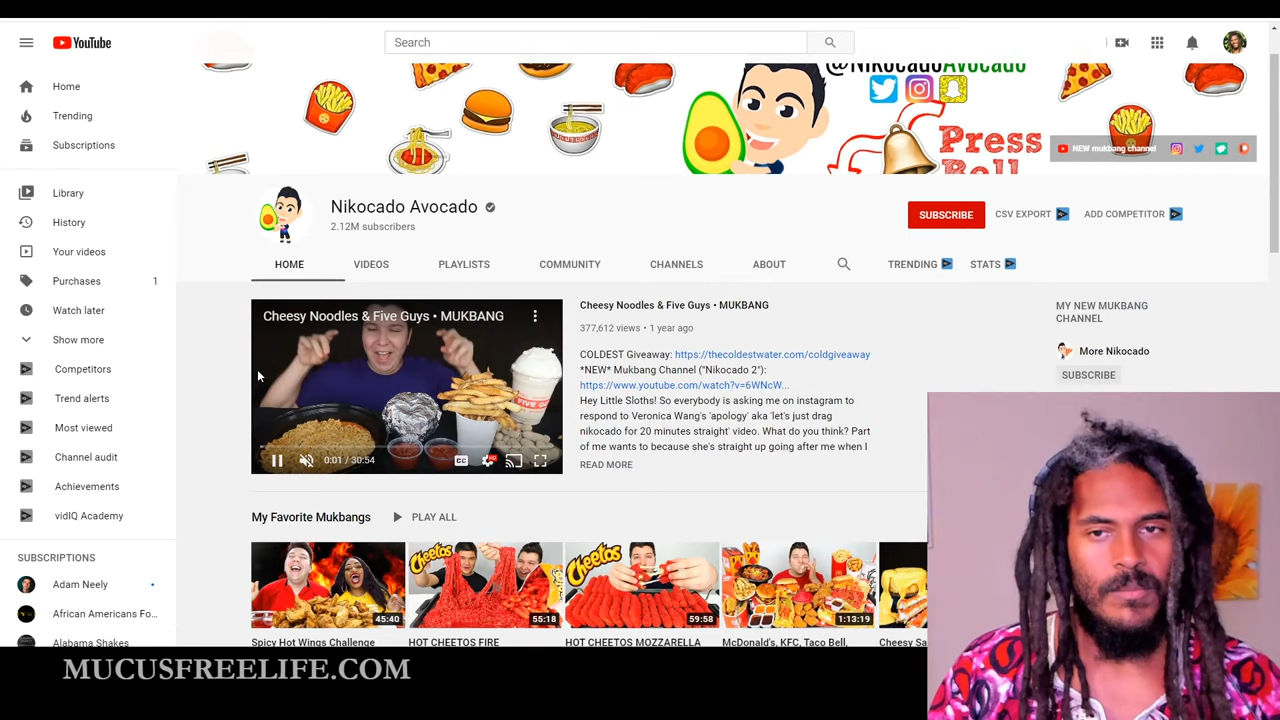 YouTube
Search
Home
Trending
Subscriptions
Library
History
Your videos
Purchases 1
Watch later
Show more
Competitors
Trend alerts
Most viewed
Channel audit
Achievements
vidIQ Academy
SUBSCRIPTIONS
Adam Neely
African Americans Fo...
Alabama Shakes
@NikocadoAvocado
Press
Bell
NEW mukbang channel
Nikocado Avocado
2.12M subscribers
SUBSCRIBE
CSV EXPORT
ADD COMPETITOR
HOME VIDEOS PLAYLISTS COMMUNITY CHANNELS ABOUT TRENDING STATS
Cheesy Noodles & Five Guys • MUKBANG
FIVE GUYS
0:01 / 30:54
CC
HD
Cheesy Noodles & Five Guys • MUKBANG
377,612 views • 1 year ago
COLDEST Giveaway: https://thecoldestwater.com/coldgiveaway
*NEW* Mukbang Channel ("Nikocado 2"):
https://www.youtube.com/watch?v=6WNcW...
Hey Little Sloths! So everybody is asking me on instagram to
respond to Veronica Wang's 'apology' aka 'let's just drag
nikocado for 20 minutes straight' video. What do you think? Part
of me wants to because she's straight up going after me when I
READ MORE
MY NEW MUKBANG
CHANNEL
More Nikocado
SUBSCRIBE
My Favorite Mukbangs
PLAY ALL
45:40
Cheetos
55:18
Cheetos
59:58
1:13:19
Spicy Hot Wings Challenge
HOT CHEETOS FIRE
HOT CHEETOS MOZZARELLA
McDonald's, KFC, Taco Bell,
Cheesy Sa
MUCUSFREELIFE.COM